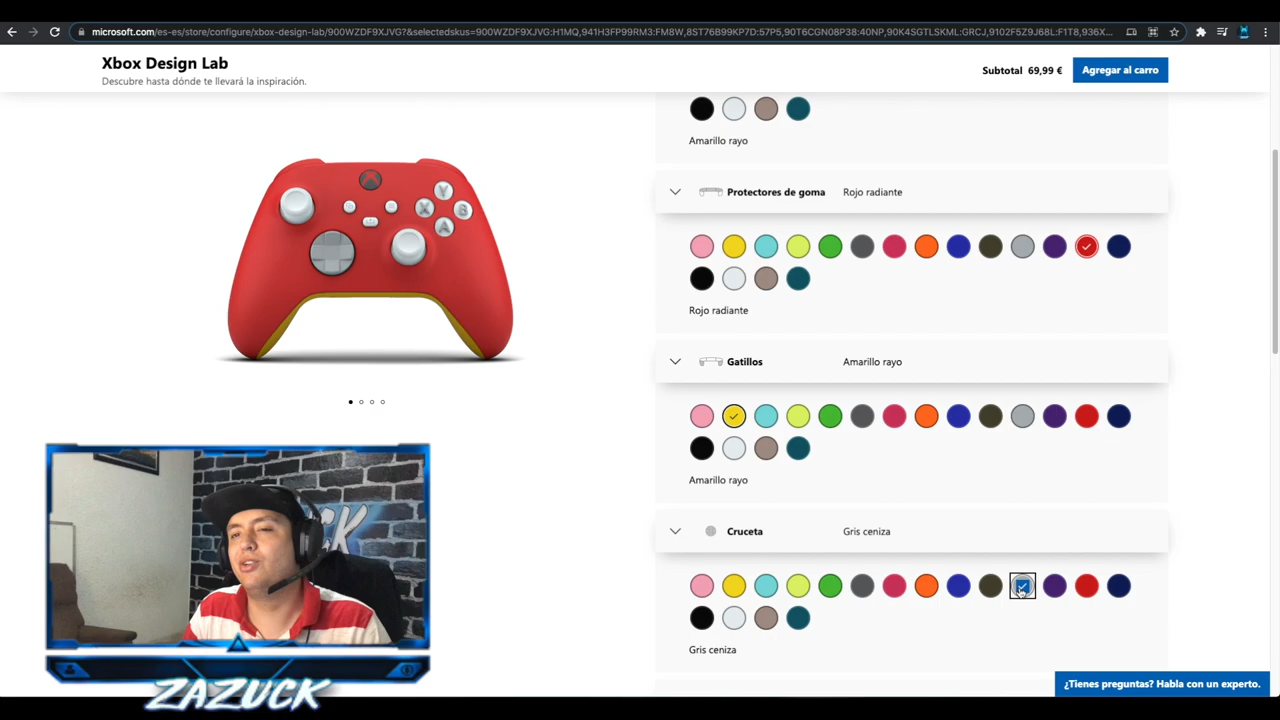 microsoft.com/es-es/store/configure/xbox-design-lab/900WZDF9XJVG?&selectedskus=900WZDF9XJVG:H1MQ,941H3FP99RM3:FM8W,8ST76B99KP7D:57P5,90T6CGN08P38:40NP,90K4SGTLSKML:GRCJ,9102F5Z9J68L:F1T8,936X...
Xbox Design Lab
Descubre hasta dónde te llevará la inspiración.
Subtotal 69,99 €
Agregar al carro
Amarillo rayo
Protectores de goma Rojo radiante
Rojo radiante
Gatillos Amarillo rayo
Amarillo rayo
Cruceta Gris ceniza
Gris ceniza
Y
X B
A
ZAZUCK
¿Tienes preguntas? Habla con un experto.